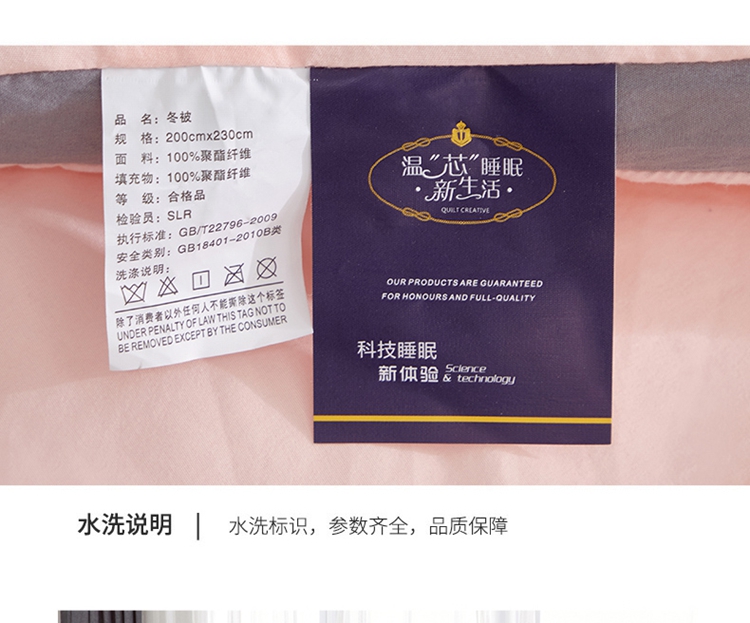 品 名：冬被
规 格：200cmx230cm
面 料：100%聚酯纤维
填充物：100%聚酯纤维
等 级：合格品
检验员：SLR
执行标准：GB/T22796-2009
安全类别：GB18401-2010B类
洗涤说明：
除了消费者以外任何人不能撕除这个标签
UNDER PENALTY OF LAW THIS TAG NOT TO
BE REMOVED EXCEPT BY THE CONSUMER
温“芯”睡眠
·新生活·
QUILT CREATIVE
OUR PRODUCTS ARE GUARANTEED
FOR HONOURS AND FULL-QUALITY
科技睡眠
新体验 Science & technology
水洗说明 | 水洗标识，参数齐全，品质保障